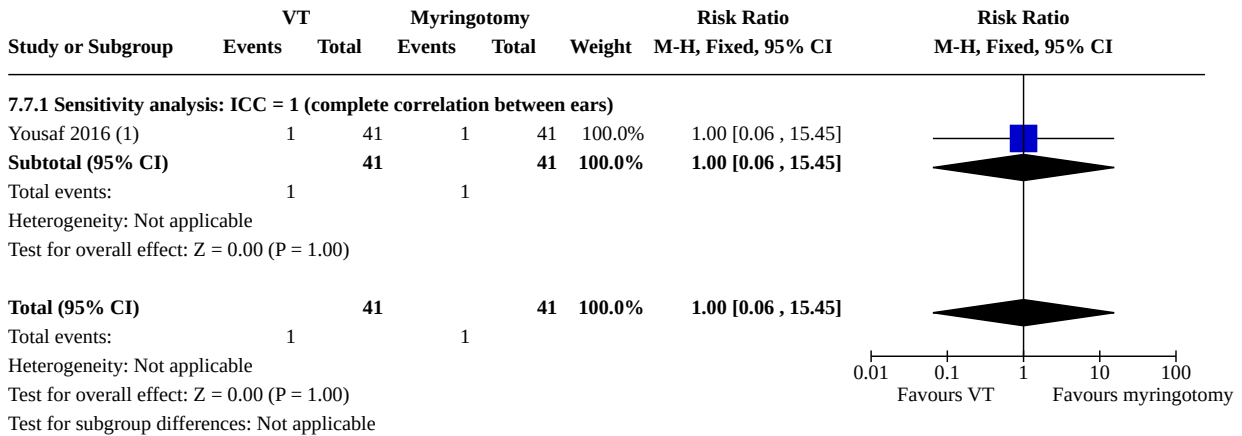 VT Myringotomy Risk Ratio Risk Ratio
Study or Subgroup Events Total Events Total Weight M-H, Fixed, 95% CI M-H, Fixed, 95% CI
7.7.1 Sensitivity analysis: ICC = 1 (complete correlation between ears)
Yousaf 2016 (1) 1 41 1 41 100.0% 1.00 [0.06 , 15.45]
Subtotal (95% CI) 41 41 100.0% 1.00 [0.06 , 15.45]
Total events: 1 1
Heterogeneity: Not applicable
Test for overall effect: Z = 0.00 (P = 1.00)
Total (95% CI) 41 41 100.0% 1.00 [0.06 , 15.45]
Total events: 1 1
Heterogeneity: Not applicable
0.01 0.1 1 10 100
Test for overall effect: Z = 0.00 (P = 1.00) Favours VT Favours myringotomy
Test for subgroup differences: Not applicable